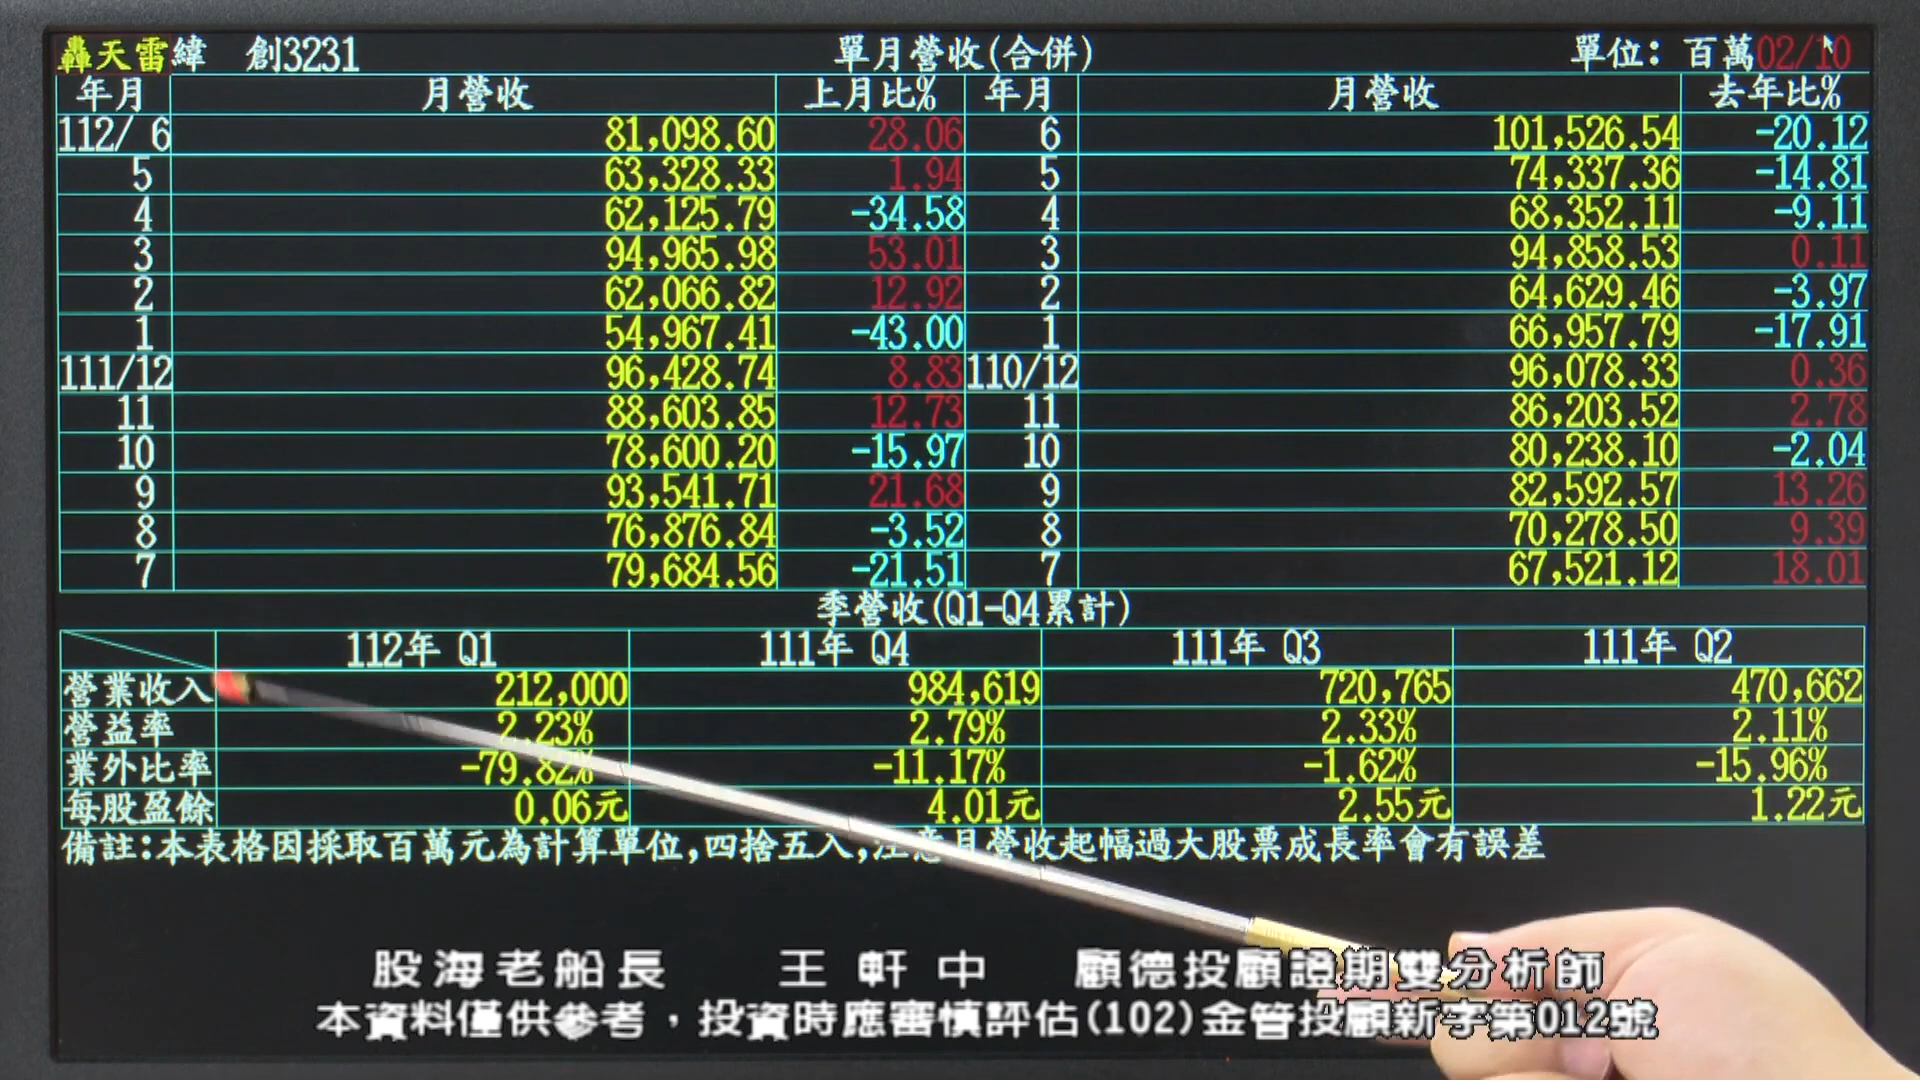 轟天雷緯 創3231 單月營收(合併) 單位: 百萬02/10
年月 月營收 上月比% 年月 月營收 去年比%
112/ 6 81,098.60 28.06 6 101,526.54 -20.12
5 63,328.33 1.94 5 74,337.36 -14.81
4 62,125.79 -34.58 4 68,352.11 -9.11
3 94,965.98 53.01 3 94,858.53 0.11
2 62,066.82 12.92 2 64,629.46 -3.97
1 54,967.41 -43.00 1 66,957.79 -17.91
111/12 96,428.74 8.83 110/12 96,078.33 0.36
11 88,603.85 12.73 11 86,203.52 2.78
10 78,600.20 -15.97 10 80,238.10 -2.04
9 93,541.71 21.68 9 82,592.57 13.26
8 76,876.84 -3.52 8 70,278.50 9.39
7 79,684.56 -21.51 7 67,521.12 18.01
季營收(Q1-Q4累計)
112年 Q1 111年 Q4 111年 Q3 111年 Q2
營業收入 212,000 984,619 720,765 470,662
營益率 2.23% 2.79% 2.33% 2.11%
業外比率 -79.82% -11.17% -1.62% -15.96%
每股盈餘 0.06元 4.01元 2.55元 1.22元
備註:本表格因採取百萬元為計算單位,四捨五入,注意月營收起幅過大股票成長率會有誤差
股海老船長 王軒中 顧德投顧證期雙分析師
本資料僅供參考,投資時應審慎評估(102)金管投顧新字第012號